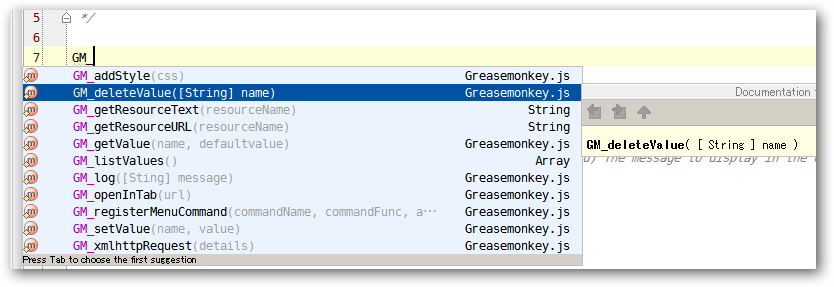 5 */
6
7 GM_
GM_addStyle(css) Greasemonkey.js
GM_deleteValue([String] name) Greasemonkey.js
Documentation
GM_getResourceText(resourceName) String
GM_getResourceURL(resourceName) String
GM_getValue(name, defaultvalue) Greasemonkey.js
GM_deleteValue( [ String ] name )
GM_listValues() Array
The message to display in the
GM_log([Sting] message) Greasemonkey.js
GM_openInTab(url) Greasemonkey.js
GM_registerMenuCommand(commandName, commandFunc, a… Greasemonkey.js
GM_setValue(name, value) Greasemonkey.js
GM_xmlhttpRequest(details) Greasemonkey.js
Press Tab to choose the first suggestion